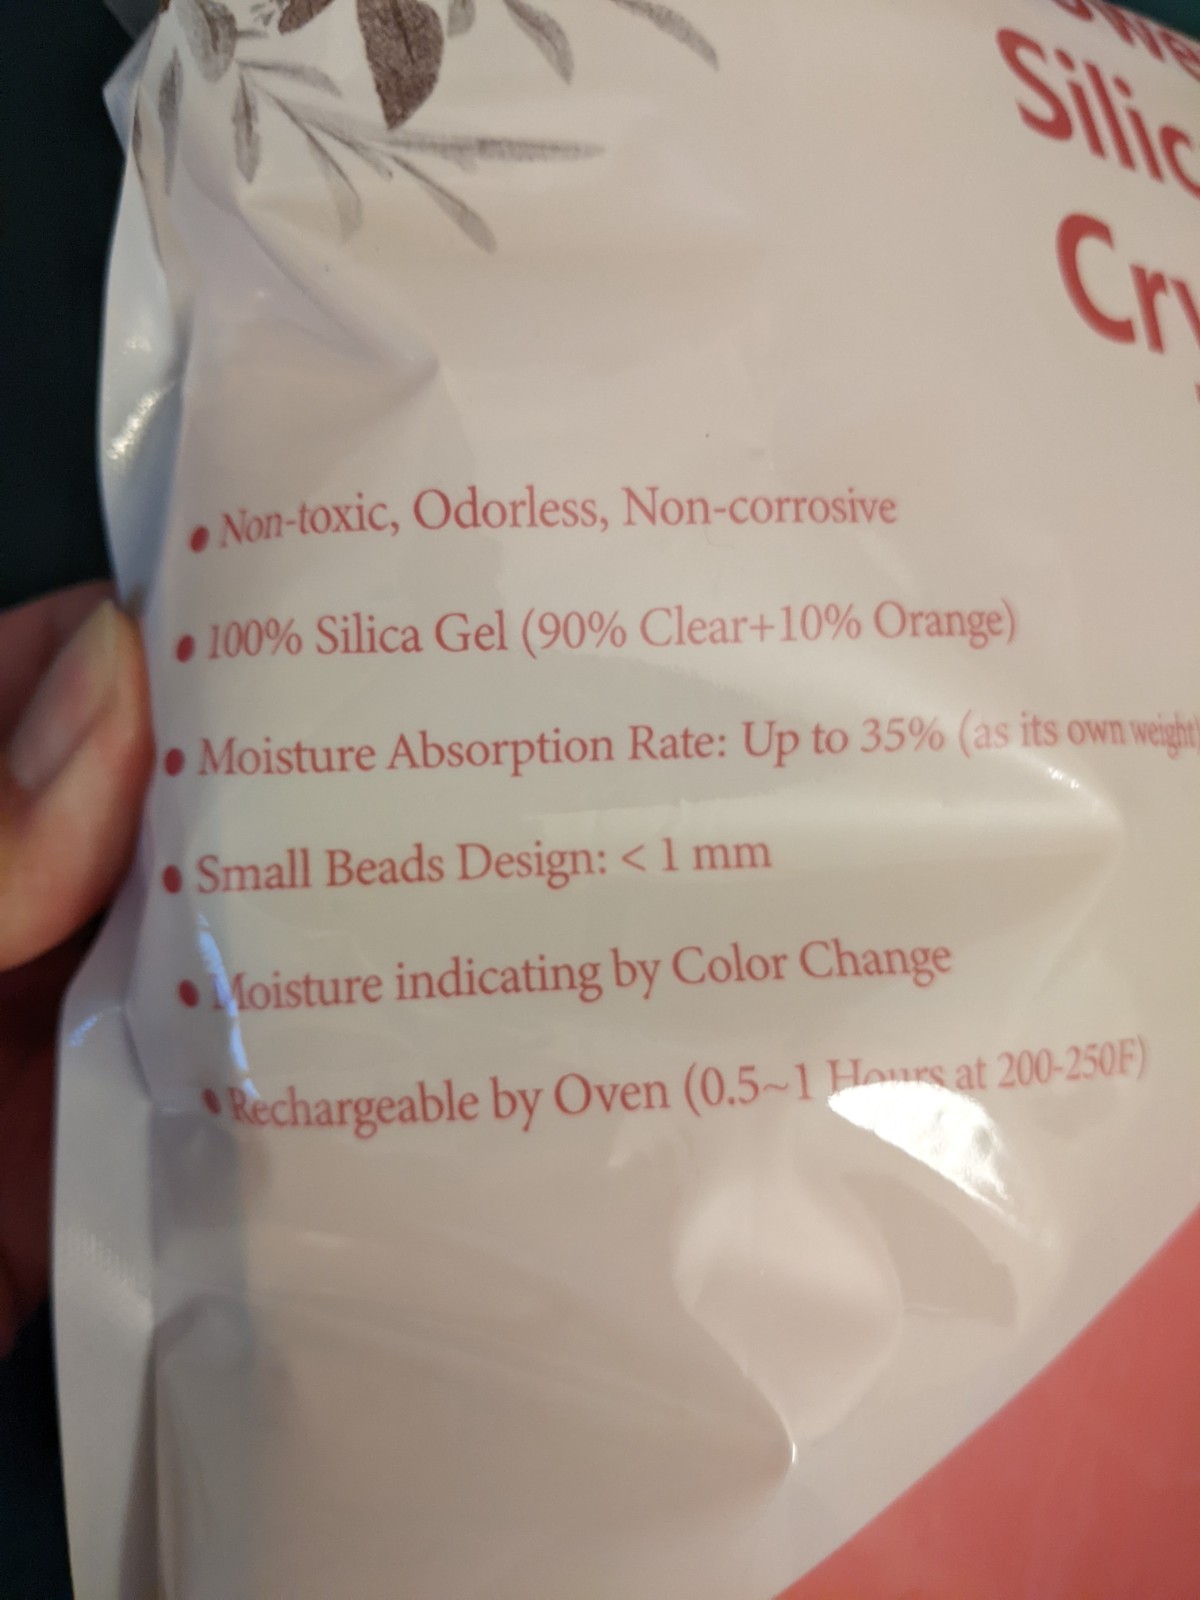 Silic
Cry
• Non-toxic, Odorless, Non-corrosive
• 100% Silica Gel (90% Clear+10% Orange)
• Moisture Absorption Rate: Up to 35% (as its own weight)
• Small Beads Design: < 1 mm
• Moisture indicating by Color Change
• Rechargeable by Oven (0.5~1 Hours at 200-250F)